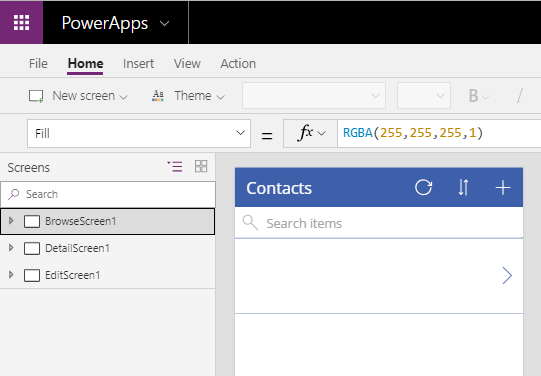 PowerApps
File Home Insert View Action
New screen Aa Theme B /
Fill = fx RGBA(255,255,255,1)
Screens
Search
BrowseScreen1
DetailScreen1
EditScreen1
Contacts
Search items